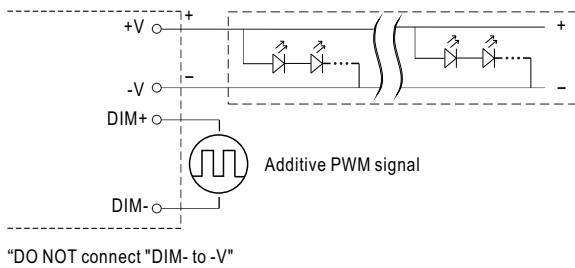 +V + +
-V – –
DIM+
Additive PWM signal
DIM-
“DO NOT connect "DIM- to -V"